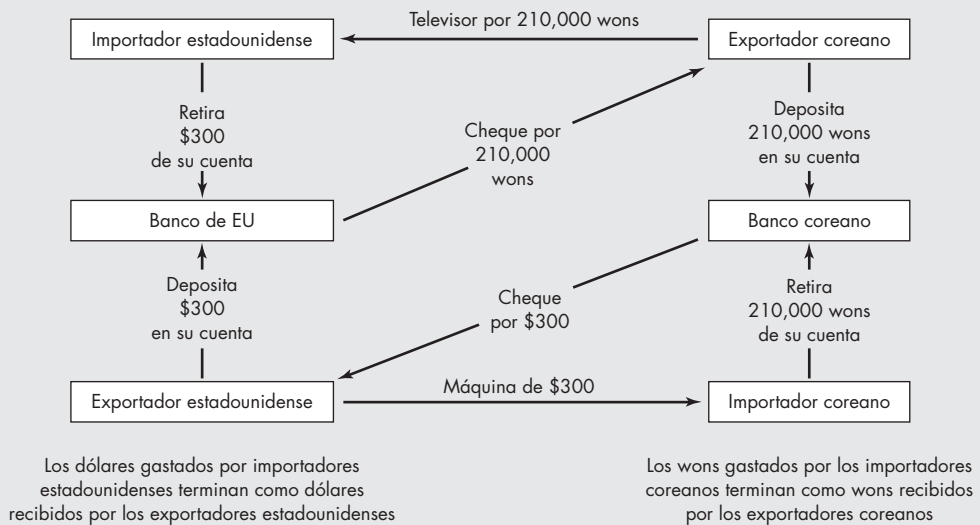 Televisor por 210,000 wons
Importador estadounidense
Exportador coreano
Retira
$300
de su cuenta
Cheque por
210,000
wons
Deposita
210,000 wons
en su cuenta
Banco de EU
Banco coreano
Deposita
$300
en su cuenta
Cheque
por $300
Retira
210,000 wons
de su cuenta
Máquina de $300
Exportador estadounidense
Importador coreano
Los dólares gastados por importadores
estadounidenses terminan como dólares
recibidos por los exportadores estadounidenses
Los wons gastados por los importadores
coreanos terminan como wons recibidos
por los exportadores coreanos